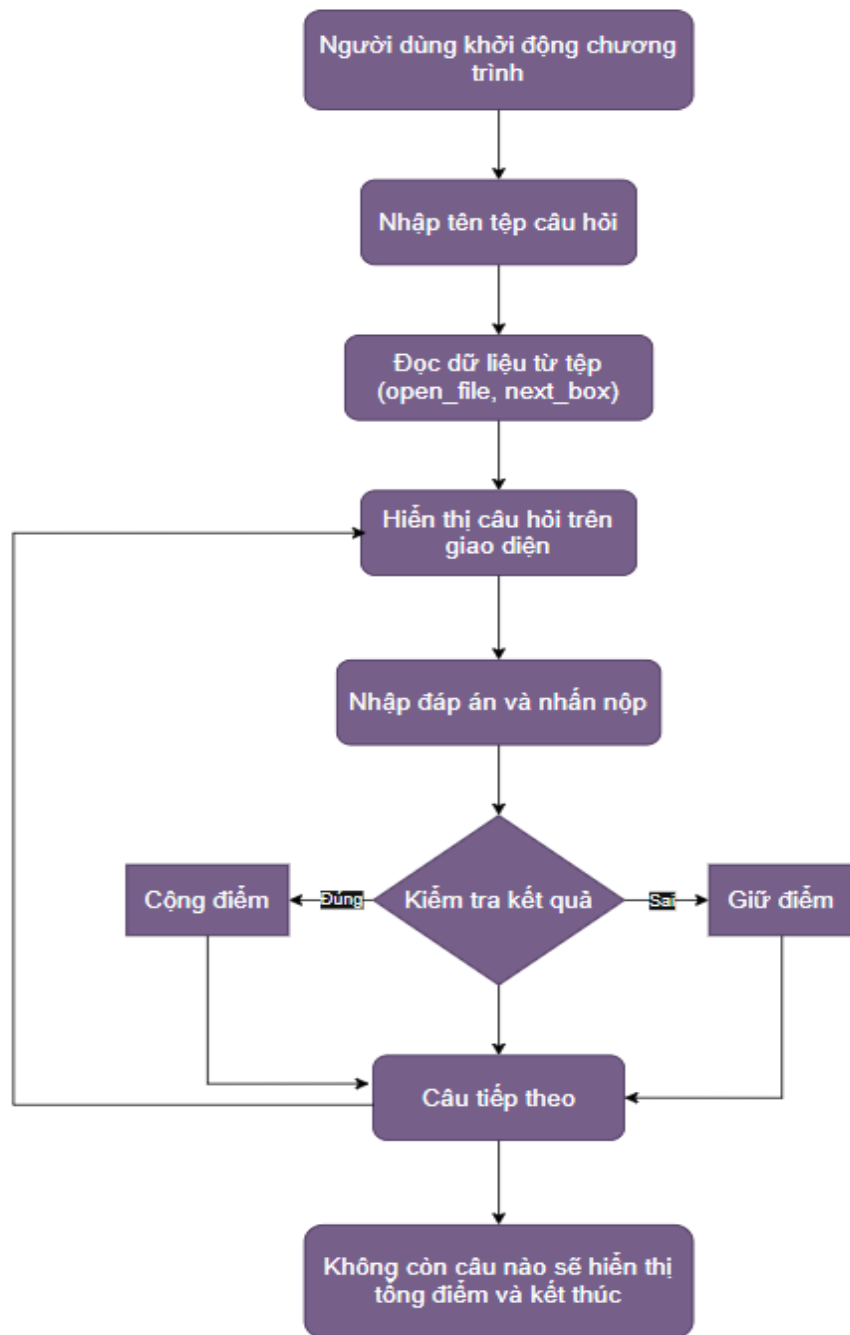 Người dùng khởi động chương
trình
Nhập tên tệp câu hỏi
Đọc dữ liệu từ tệp
(open_file, next_box)
Hiển thị câu hỏi trên
giao diện
Nhập đáp án và nhấn nộp
Cộng điểm
Đúng
Kiểm tra kết quả
Sai
Giữ điểm
Câu tiếp theo
Không còn câu nào sẽ hiển thị
tổng điểm và kết thúc